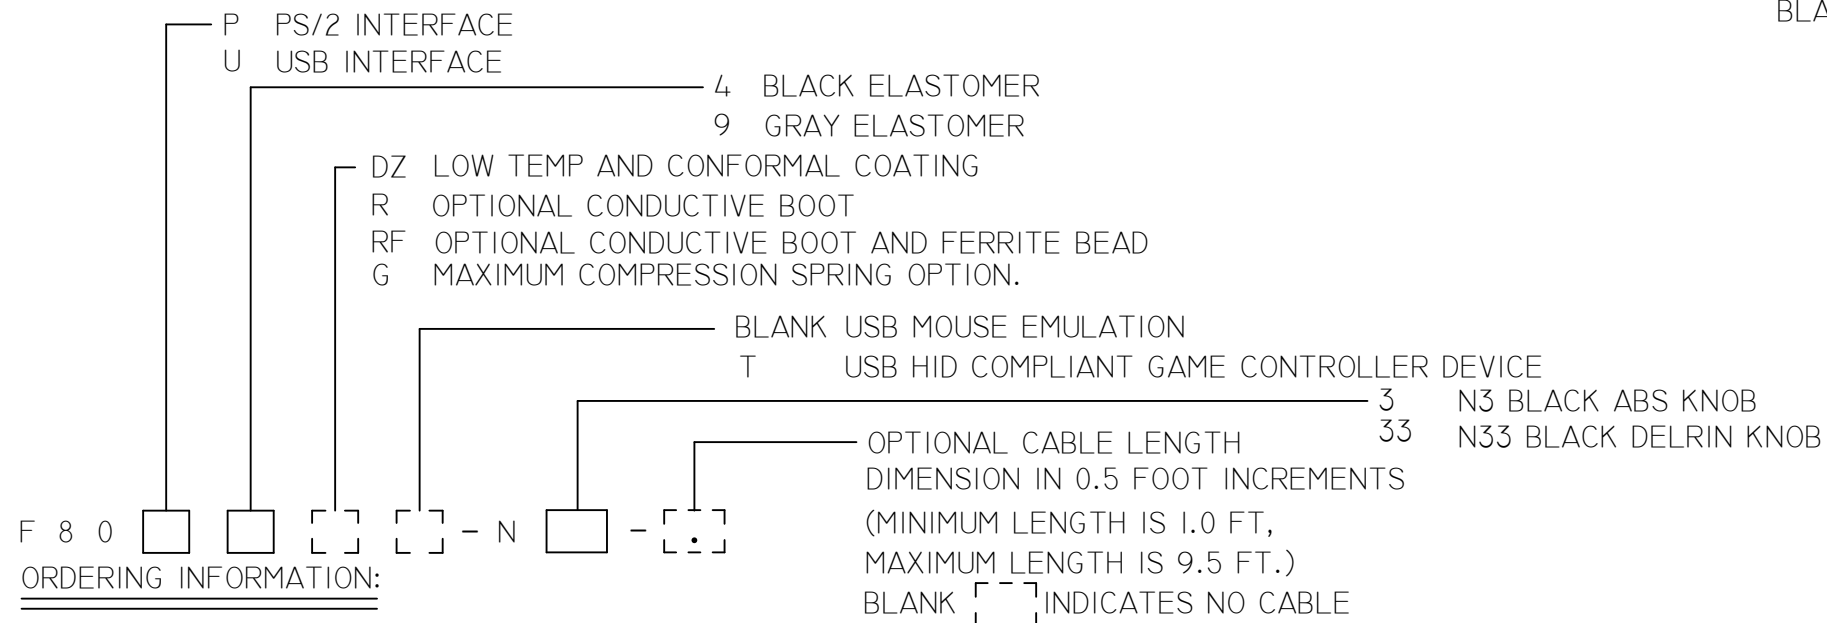 BLA
P PS/2 INTERFACE
U USB INTERFACE
4 BLACK ELASTOMER
9 GRAY ELASTOMER
DZ LOW TEMP AND CONFORMAL COATING
R OPTIONAL CONDUCTIVE BOOT
RF OPTIONAL CONDUCTIVE BOOT AND FERRITE BEAD
G MAXIMUM COMPRESSION SPRING OPTION.
BLANK USB MOUSE EMULATION
T USB HID COMPLIANT GAME CONTROLLER DEVICE
3 N3 BLACK ABS KNOB
33 N33 BLACK DELRIN KNOB
OPTIONAL CABLE LENGTH
DIMENSION IN 0.5 FOOT INCREMENTS
(MINIMUM LENGTH IS 1.0 FT,
MAXIMUM LENGTH IS 9.5 FT.)
BLANK INDICATES NO CABLE
F 8 0 - N - .
ORDERING INFORMATION: